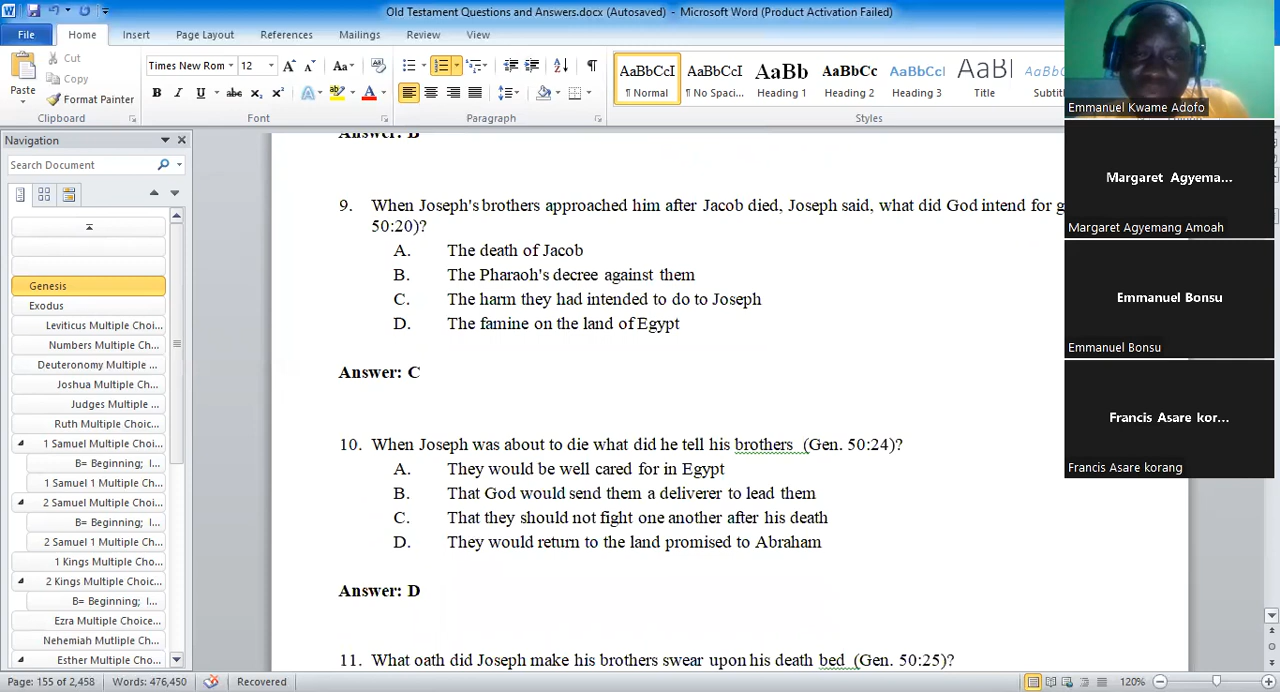 Old Testament Questions and Answers.docx (Autosaved) - Microsoft Word (Product Activation Failed)
File Home Insert Page Layout References Mailings Review View
Paste
Cut
Copy
Format Painter
Clipboard
Times New Rom 12
Font
Paragraph
AaBbCcI AaBbCcI AaBb AaBbCc AaBbCcI AaBl AaBbC
¶ Normal ¶ No Spaci... Heading 1 Heading 2 Heading 3 Title Subtitl
Styles
Navigation
Search Document
Genesis
Exodus
Leviticus Multiple Choi...
Numbers Multiple Ch...
Deuteronomy Multiple ...
Joshua Multiple Ch...
Judges Multiple ...
Ruth Multiple Choic...
1 Samuel Multiple Choi...
B= Beginning; I...
1 Samuel 1 Multiple Ch...
2 Samuel Multiple Choi...
B= Beginning; I...
2 Samuel 1 Multiple Ch...
1 Kings Multiple Cho...
2 Kings Multiple Choic...
B= Beginning; I...
Ezra Multiple Choice...
Nehemiah Mutlipe Cho...
Esther Multiple Choi...
Answer: B
9. When Joseph's brothers approached him after Jacob died, Joseph said, what did God intend for g
50:20)?
A. The death of Jacob
B. The Pharaoh's decree against them
C. The harm they had intended to do to Joseph
D. The famine on the land of Egypt
Answer: C
10. When Joseph was about to die what did he tell his brothers (Gen. 50:24)?
A. They would be well cared for in Egypt
B. That God would send them a deliverer to lead them
C. That they should not fight one another after his death
D. They would return to the land promised to Abraham
Answer: D
11. What oath did Joseph make his brothers swear upon his death bed (Gen. 50:25)?
Emmanuel Kwame Adofo
Margaret Agyema...
Margaret Agyemang Amoah
Emmanuel Bonsu
Emmanuel Bonsu
Francis Asare kor...
Francis Asare korang
Page: 155 of 2,458 Words: 476,450 Recovered 120%